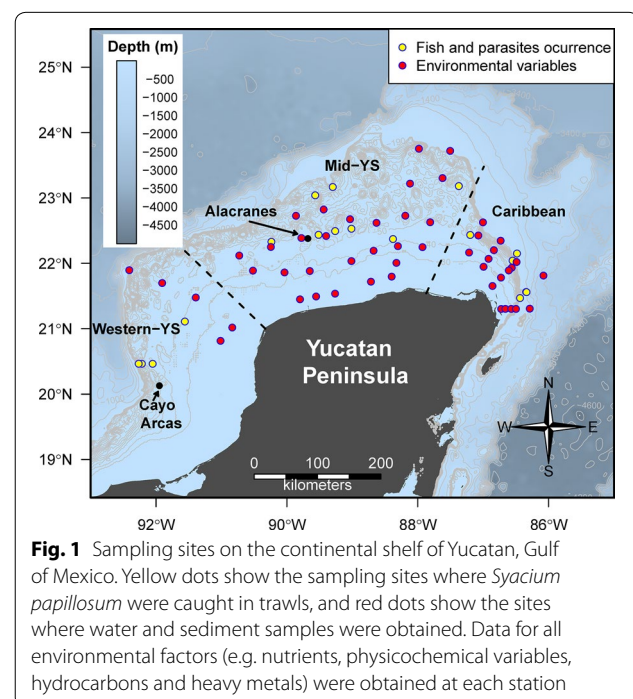 Depth (m)
−500
−1000
−1500
−2000
−2500
−3000
−3500
−4000
−4500
Fish and parasites ocurrence
Environmental variables
25°N
24°N
23°N
22°N
21°N
20°N
19°N
Mid−YS
Alacranes
Caribbean
Western−YS
Cayo
Arcas
Yucatan
Peninsula
0 100 200
kilometers
N
W E
S
92°W 90°W 88°W 86°W
Fig. 1 Sampling sites on the continental shelf of Yucatan, Gulf
of Mexico. Yellow dots show the sampling sites where Syacium
papillosum were caught in trawls, and red dots show the sites
where water and sediment samples were obtained. Data for all
environmental factors (e.g. nutrients, physicochemical variables,
hydrocarbons and heavy metals) were obtained at each station